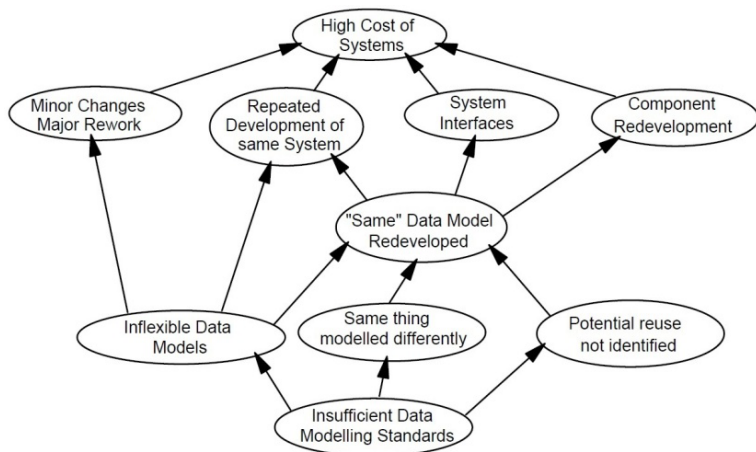 High Cost of
Systems
Minor Changes
Major Rework
Repeated
Development of
same System
System
Interfaces
Component
Redevelopment
"Same" Data Model
Redeveloped
Inflexible Data
Models
Same thing
modelled differently
Potential reuse
not identified
Insufficient Data
Modelling Standards